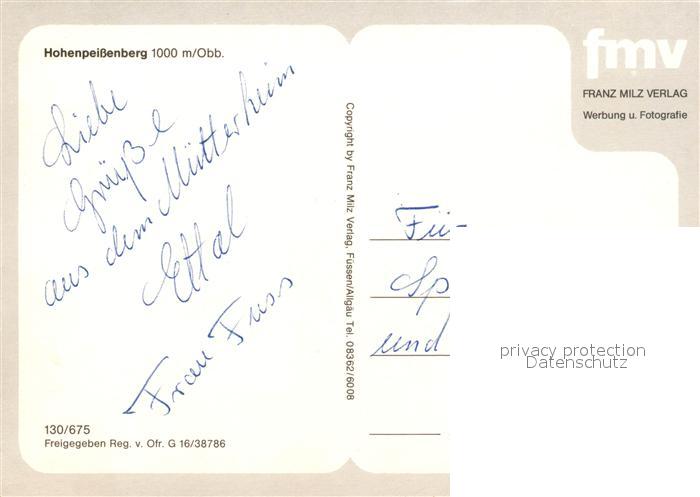 Hohenpeißenberg 1000 m/Obb.
Liebe
Grüße
aus dem Mütterheim
Ettal
Frau Fuss
130/675
Freigegeben Reg. v. Ofr. G 16/38786
Copyright by Franz Milz Verlag, Füssen/Allgäu Tel. 08362/6008
fmv
FRANZ MILZ VERLAG
Werbung u. Fotografie
Fü-
Sp
und
privacy protection
Datenschutz